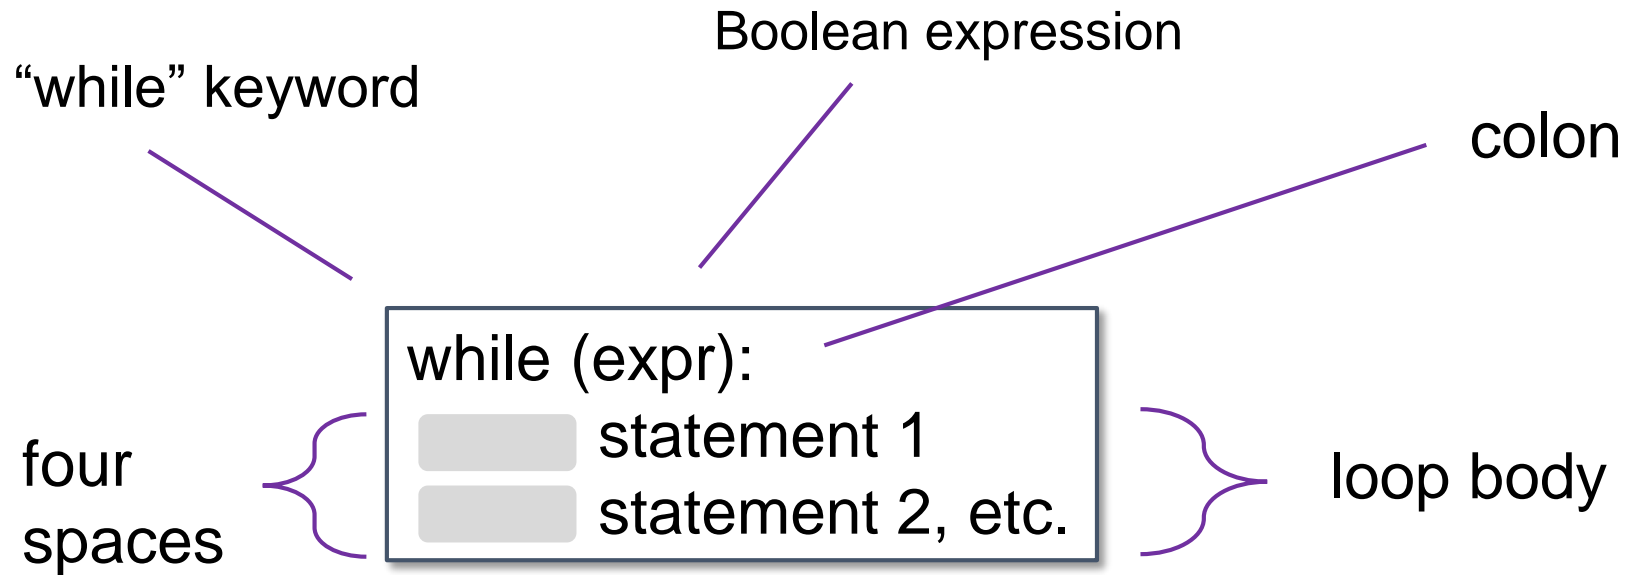 Boolean expression
“while” keyword
colon
while (expr):
statement 1
statement 2, etc.
four
spaces
loop body